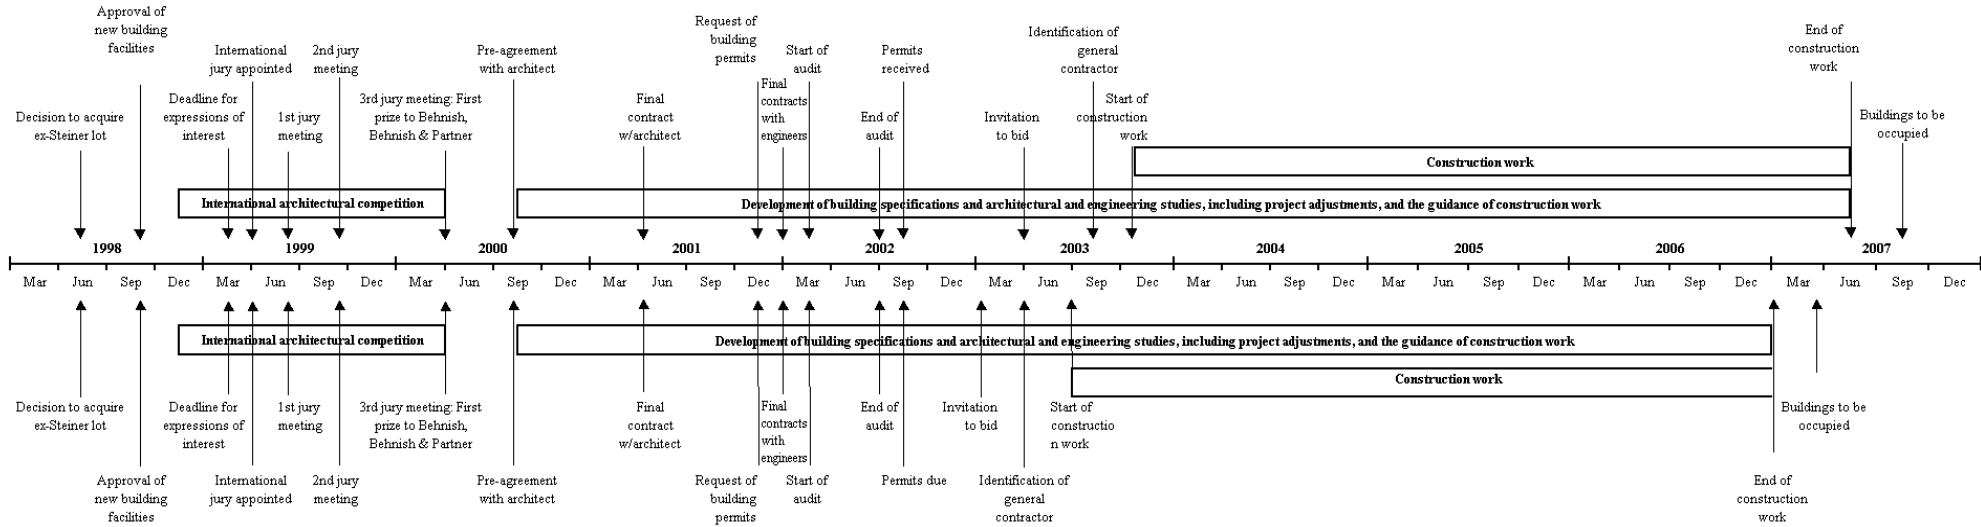 Approval of
new building
facilities
Request of
building
permits
Identification of
general
contractor
End of
construction
work
International
jury appointed
2nd jury
meeting
Pre-agreement
with architect
Start of
audit
Permits
received
Decision to acquire
ex-Steiner lot
Deadline for
expressions of
interest
1st jury
meeting
3rd jury meeting: First
prize to Behnish,
Behnish & Partner
Final
contract
w/architect
Final
contracts
with
engineers
End of
audit
Invitation
to bid
Start of
construction
work
Buildings to be
occupied
Construction work
International architectural competition
Development of building specifications and architectural and engineering studies, including project adjustments, and the guidance of construction work
1998 1999 2000 2001 2002 2003 2004 2005 2006 2007
Mar Jun Sep Dec Mar Jun Sep Dec Mar Jun Sep Dec Mar Jun Sep Dec Mar Jun Sep Dec Mar Jun Sep Dec Mar Jun Sep Dec Mar Jun Sep Dec Mar Jun Sep Dec Mar Jun Sep Dec
International architectural competition
Development of building specifications and architectural and engineering studies, including project adjustments, and the guidance of construction work
Construction work
Decision to acquire
ex-Steiner lot
Deadline for
expressions of
interest
1st jury
meeting
3rd jury meeting: First
prize to Behnish,
Behnish & Partner
Final
contract
w/architect
Final
contracts
with
engineers
End of
audit
Invitation
to bid
Start of
constructio
n work
Buildings to be
occupied
Approval of
new building
facilities
International
jury appointed
2nd jury
meeting
Pre-agreement
with architect
Request of
building
permits
Start of
audit
Permits due
Identification of
general
contractor
End of
construction
work